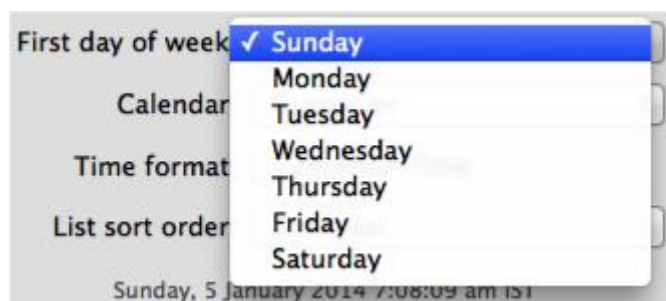 First day of week ✓ Sunday
Monday
Calendar
Tuesday
Wednesday
Time format
Thursday
List sort order
Friday
Saturday
Sunday, 5 January 2014 7:08:09 am IST